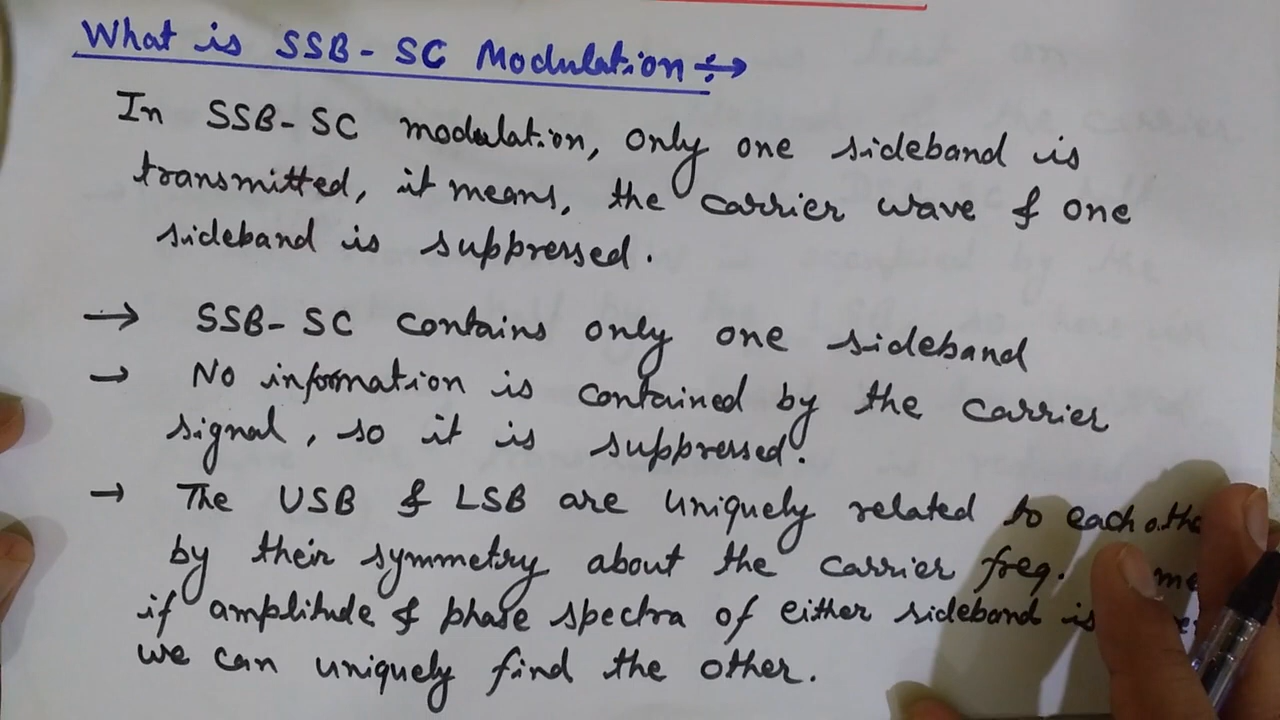 What is SSB-SC Modulation :→
In SSB-SC modulation, only one sideband is
transmitted, it means, the carrier wave & one
sideband is suppressed.
→ SSB-SC contains only one sideband
→ No information is contained by the carrier
signal, so it is suppressed.
→ The USB & LSB are uniquely related to each othe
by their symmetry about the carrier freq. me
if amplitude & phase spectra of either sideband is
we can uniquely find the other.